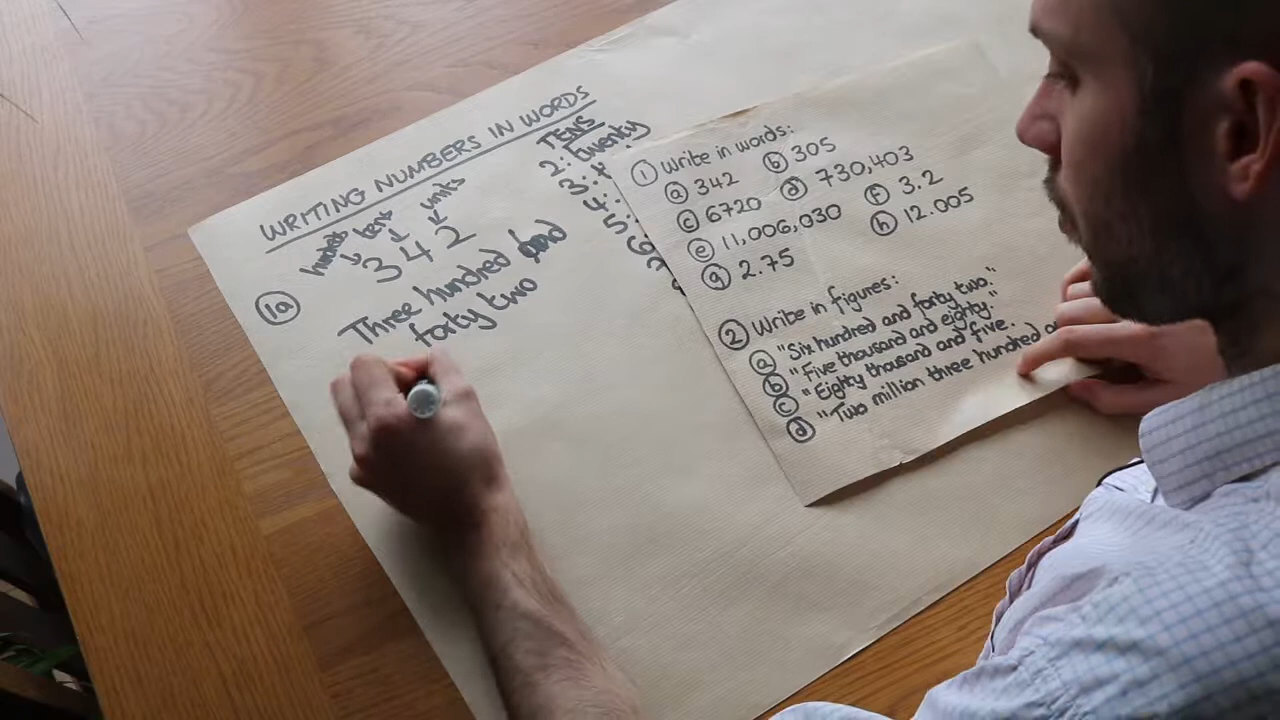 WRITING NUMBERS IN WORDS
hundreds tens units
1a 3 4 2
Three hundred and
forty two
TENS
2: twenty
3:
4:
5:
6:
1 Write in words:
a 342 b 305
c 6720 d 730,403
e 11,006,030 f 3.2
g 2.75 h 12.005
2 Write in figures:
a "Six hundred and forty two."
b "Five thousand and eighty."
c "Eighty thousand and five.
d "Two million three hundred